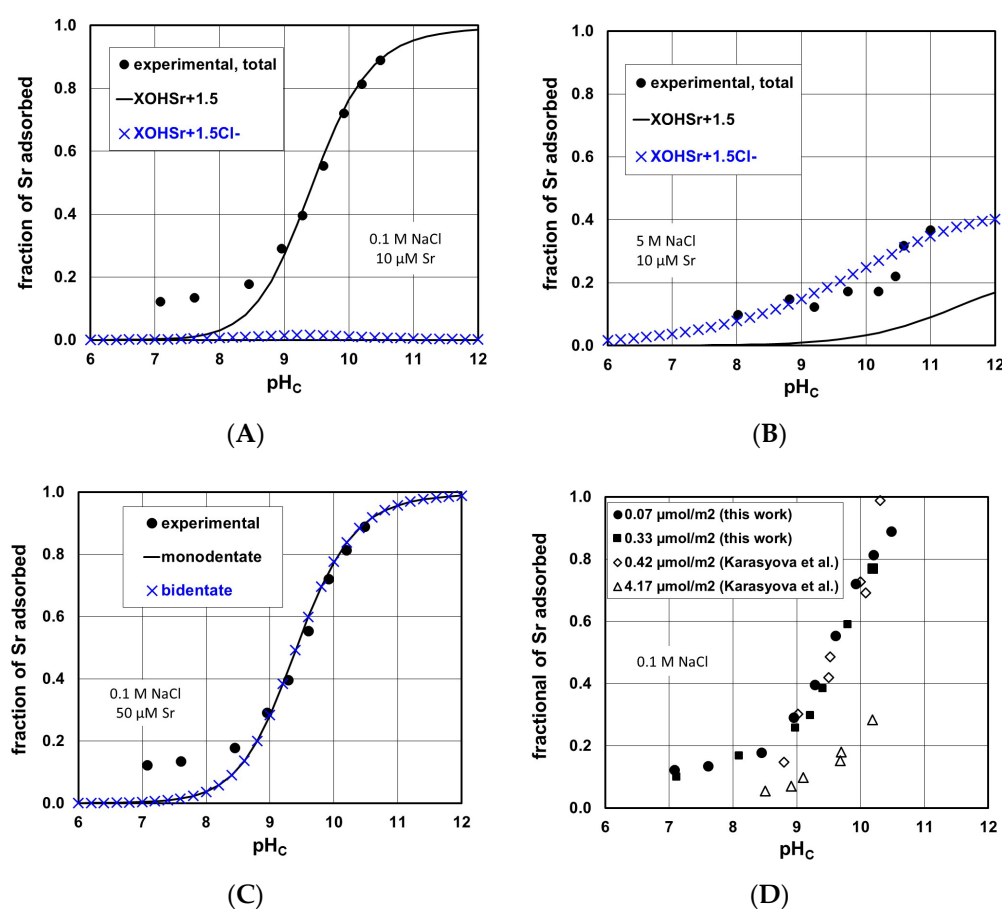 1.0
0.8
0.6
0.4
0.2
0.0
fraction of Sr adsorbed
experimental, total
XOHSr+1.5
XOHSr+1.5Cl-
0.1 M NaCl
10 µM Sr
6 7 8 9 10 11 12
pHC
(A)
1.0
0.8
0.6
0.4
0.2
0.0
fraction of Sr adsorbed
experimental, total
XOHSr+1.5
XOHSr+1.5Cl-
5 M NaCl
10 µM Sr
6 7 8 9 10 11 12
pHC
(B)
1.0
0.8
0.6
0.4
0.2
0.0
fraction of Sr adsorbed
experimental
monodentate
bidentate
0.1 M NaCl
50 µM Sr
6 7 8 9 10 11 12
pHC
(C)
1.0
0.8
0.6
0.4
0.2
0.0
fractional of Sr adsorbed
0.07 µmol/m2 (this work)
0.33 µmol/m2 (this work)
0.42 µmol/m2 (Karasyova et al.)
4.17 µmol/m2 (Karasyova et al.)
0.1 M NaCl
6 7 8 9 10 11 12
pHC
(D)